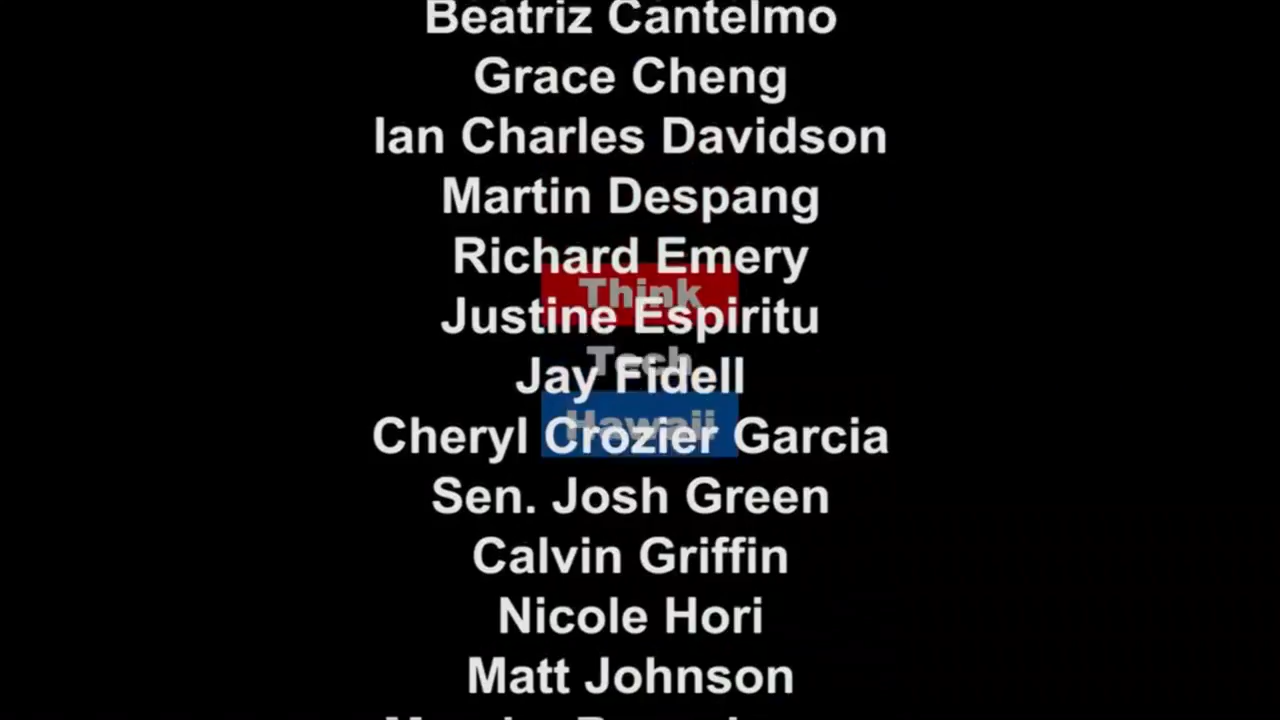 Beatriz Cantelmo
Grace Cheng
Ian Charles Davidson
Martin Despang
Richard Emery
Think
Justine Espiritu
Tech
Jay Fidell
Hawaii
Cheryl Crozier Garcia
Sen. Josh Green
Calvin Griffin
Nicole Hori
Matt Johnson